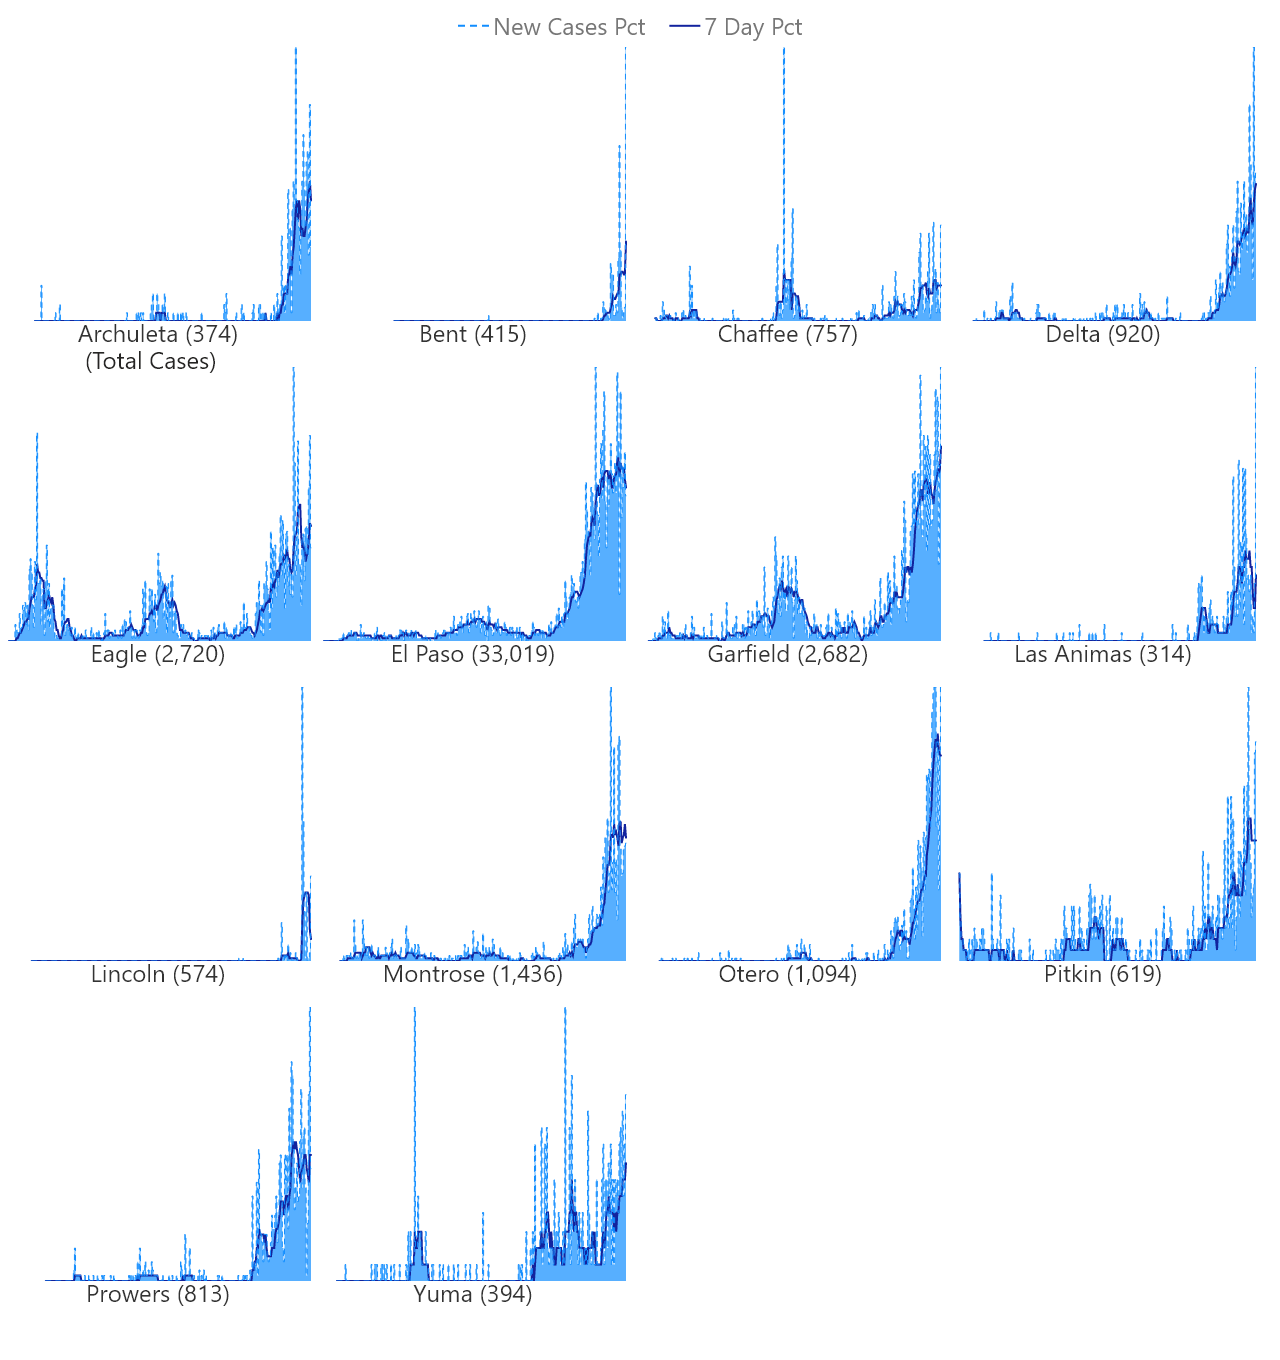 New Cases Pct 7 Day Pct
Archuleta (374) Bent (415) Chaffee (757) Delta (920)
(Total Cases)
Eagle (2,720) El Paso (33,019) Garfield (2,682) Las Animas (314)
Lincoln (574) Montrose (1,436) Otero (1,094) Pitkin (619)
Prowers (813) Yuma (394)